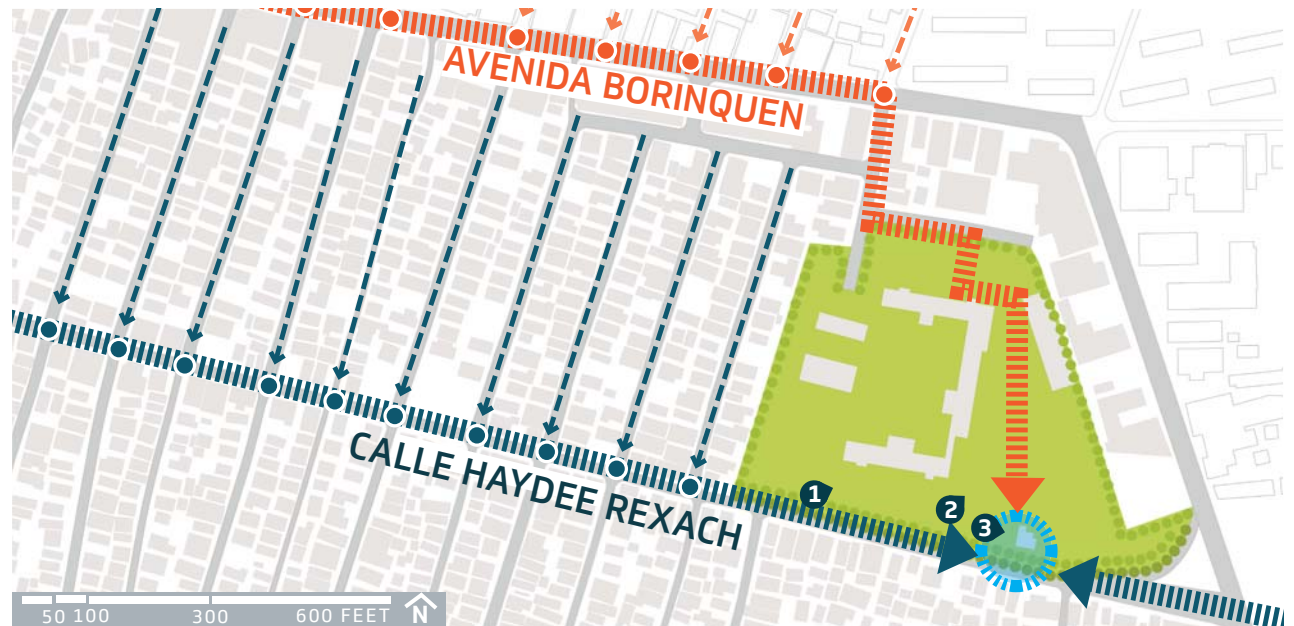 AVENIDA BORINQUEN
CALLE HAYDEE REXACH
1
2
3
50 100 300 600 FEET N